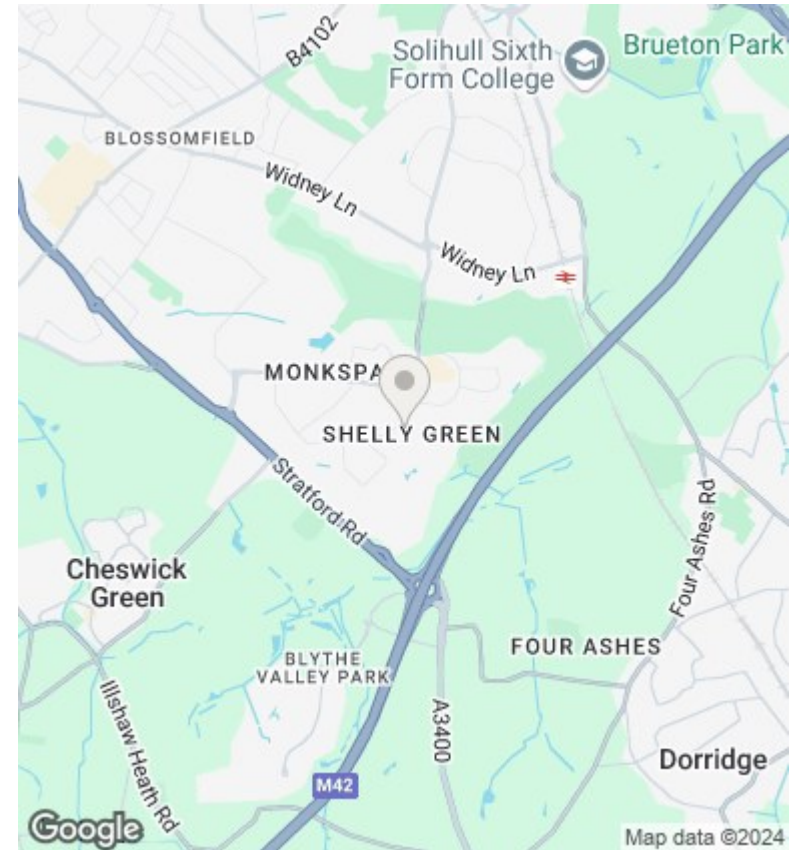 B4102
Solihull Sixth
Form College
Brueton Park
BLOSSOMFIELD
Widney Ln
Widney Ln
MONKSPA
SHELLY GREEN
Stratford Rd
Four Ashes Rd
Cheswick
Green
FOUR ASHES
BLYTHE
VALLEY PARK
Illshaw Heath Rd
A3400
Dorridge
M42
Google
Map data ©2024